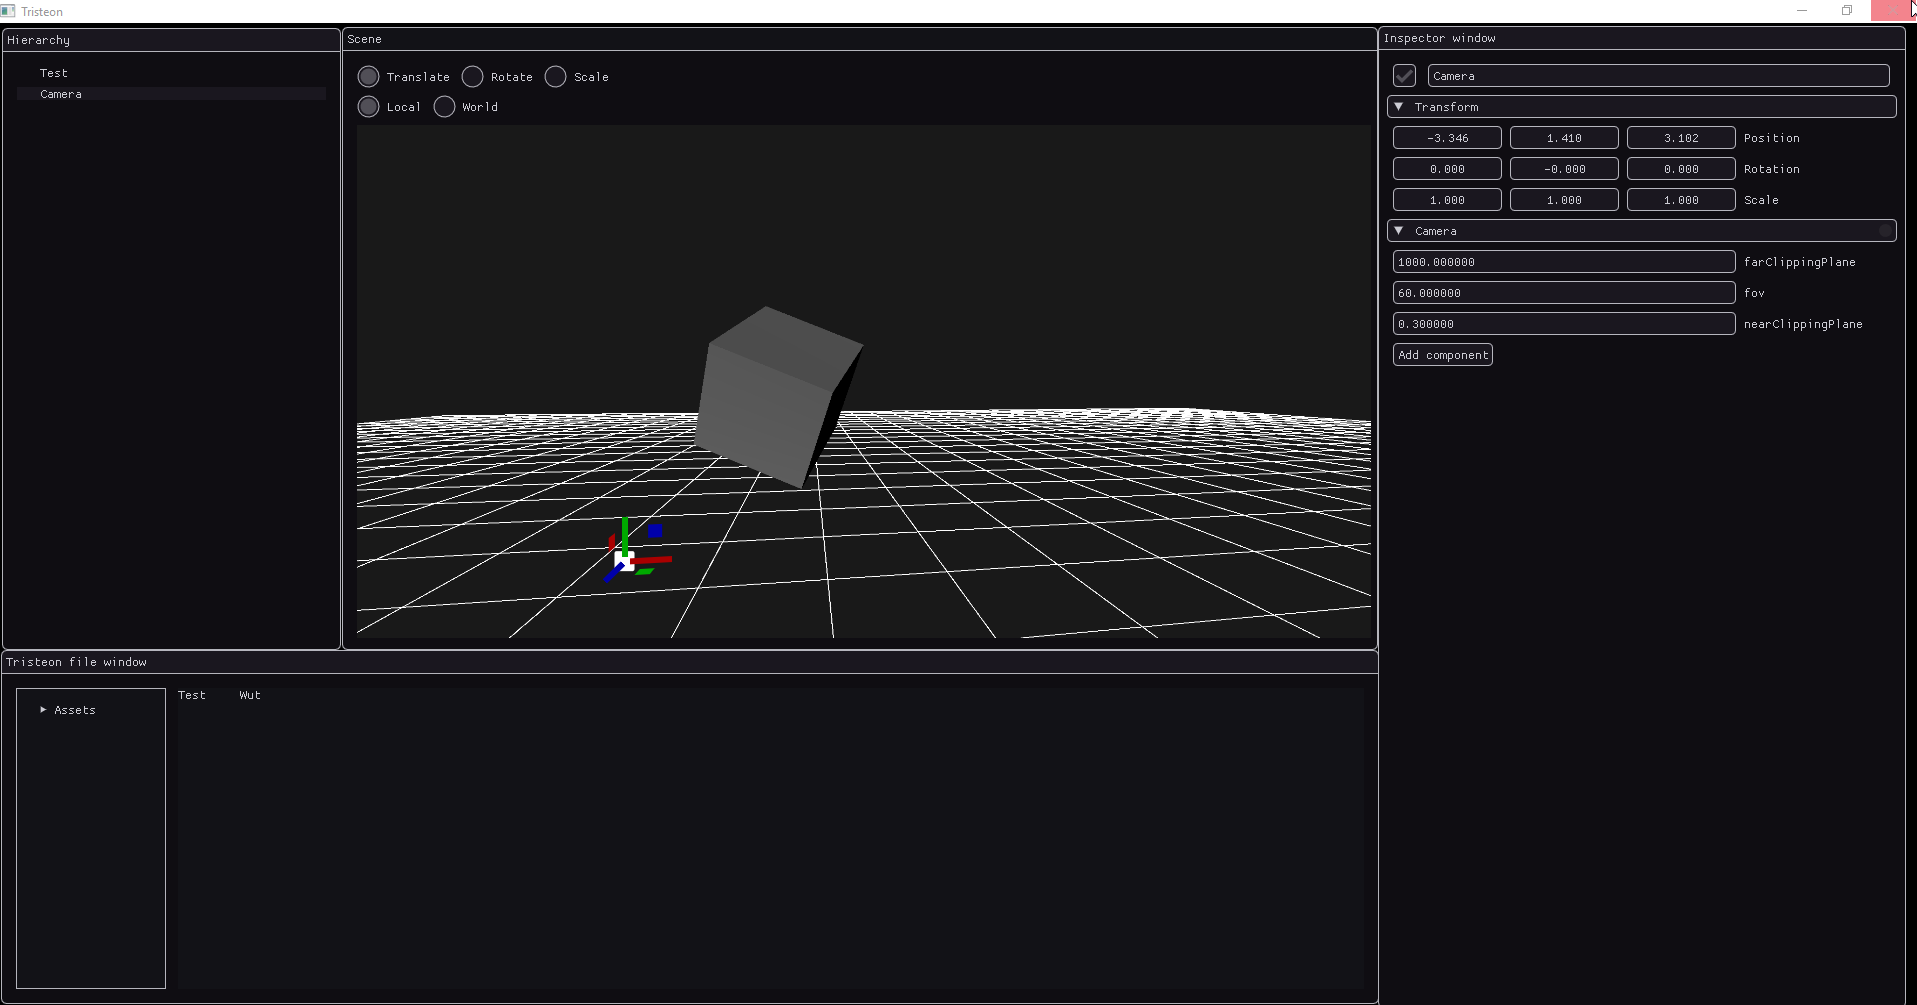 Tristeon
Hierarchy
Test
Camera
Scene
Translate Rotate Scale
Local World
Inspector window
Camera
Transform
-3.346 1.410 3.102 Position
0.000 -0.000 0.000 Rotation
1.000 1.000 1.000 Scale
Camera
1000.000000 farClippingPlane
60.000000 fov
0.300000 nearClippingPlane
Add component
Tristeon file window
Assets
Test Wut